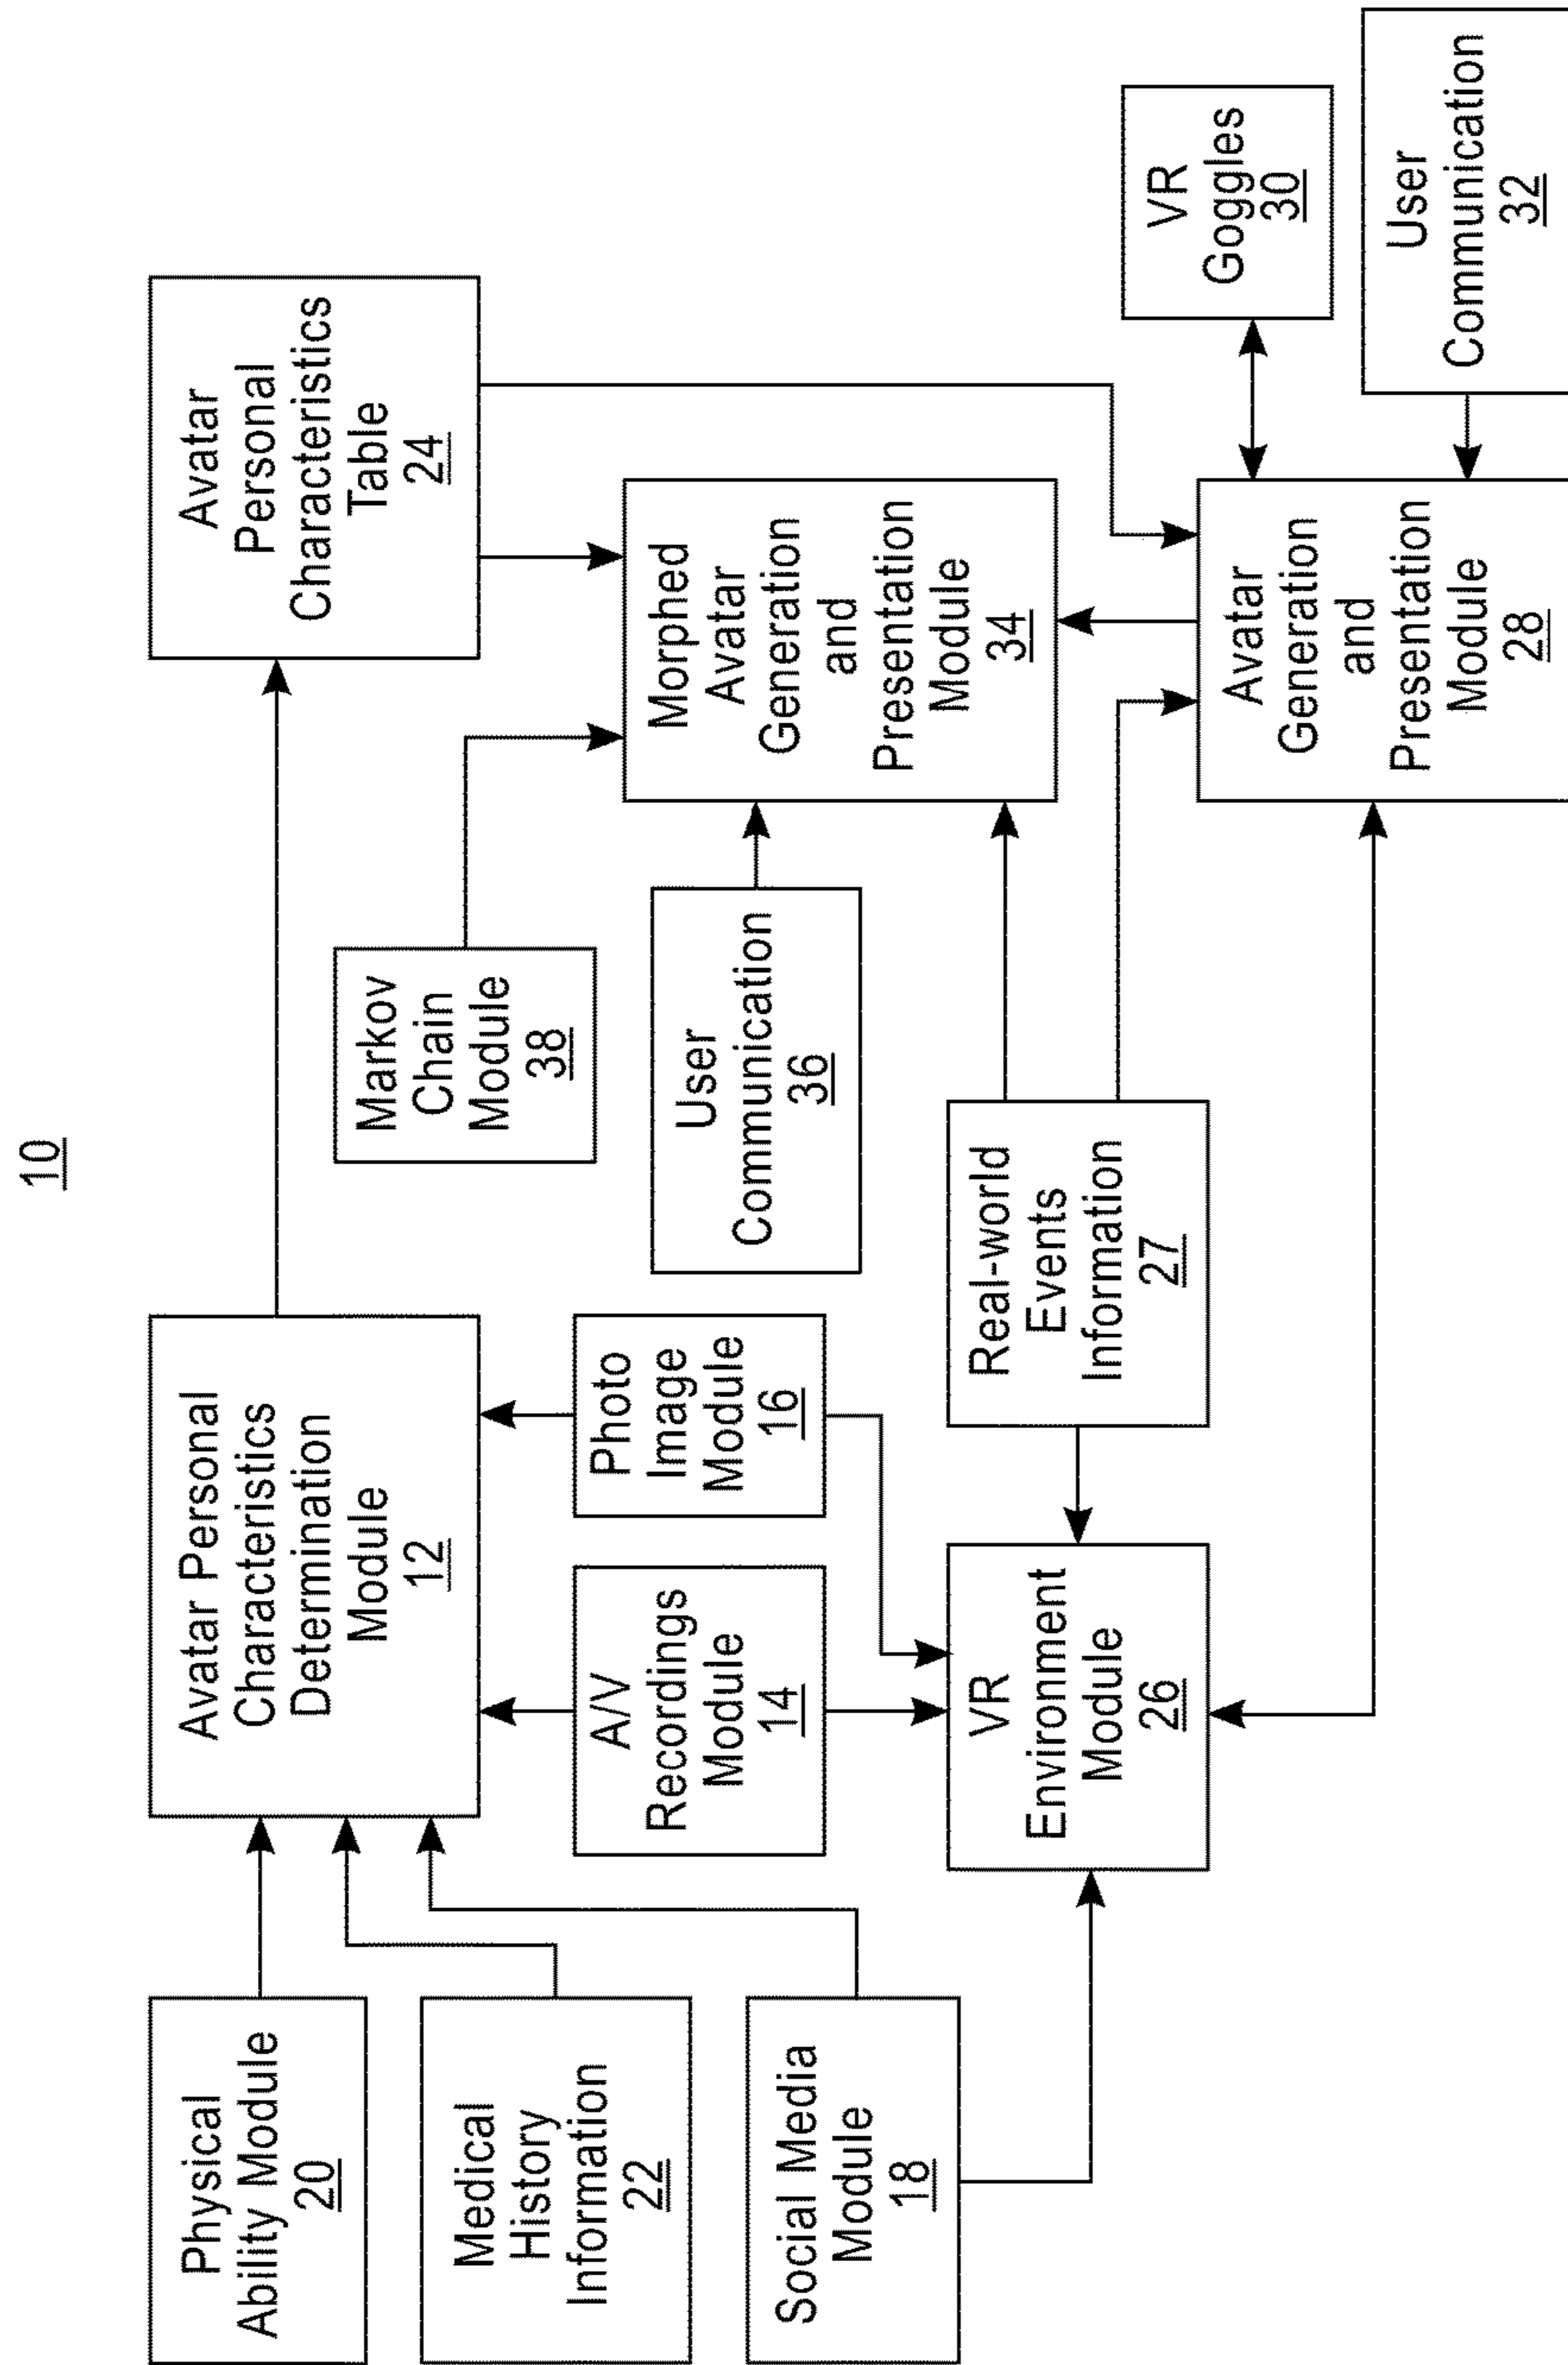 10
Physical
Ability Module
20
Medical
History
Information
22
Social Media
Module
18
Avatar Personal
Characteristics
Determination
Module
12
A/V
Recordings
Module
14
Photo
Image
Module
16
VR
Environment
Module
26
Real-world
Events
Information
27
Markov
Chain
Module
38
User
Communication
36
Avatar
Personal
Characteristics
Table
24
Morphed
Avatar
Generation
and
Presentation
Module
34
Avatar
Generation
and
Presentation
Module
28
VR
Goggles
30
User
Communication
32